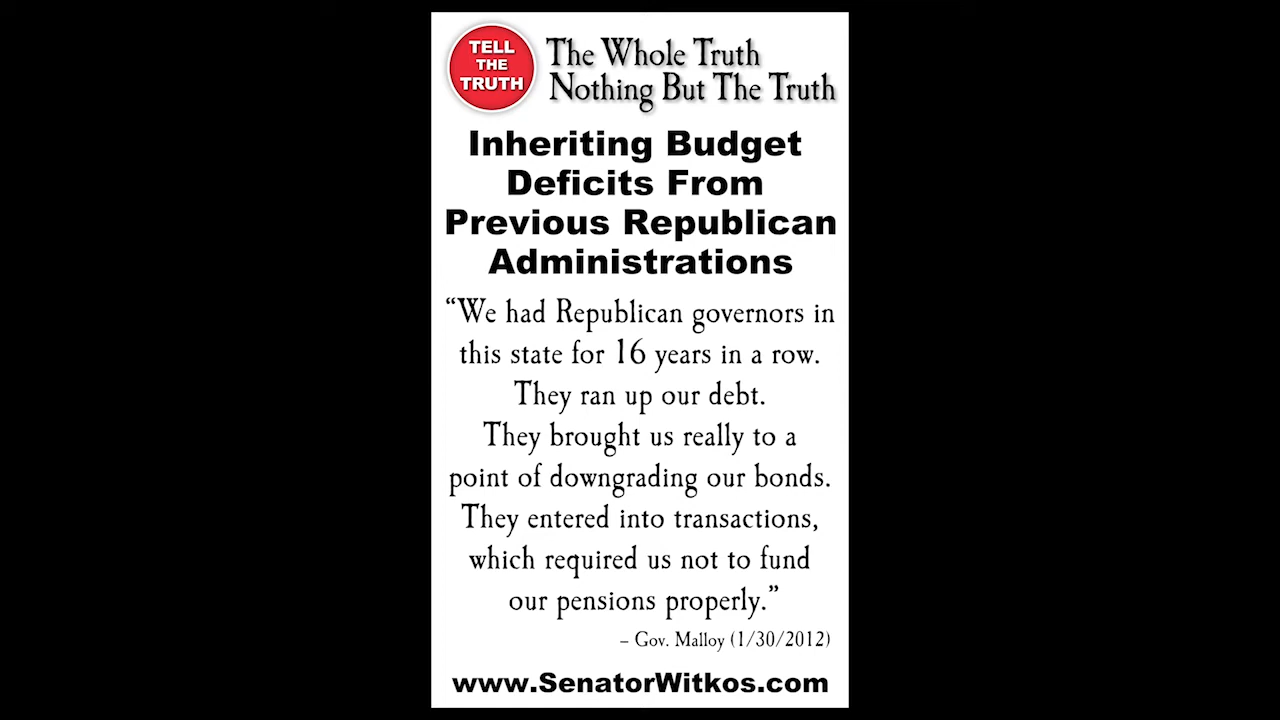 TELL
THE
TRUTH
The Whole Truth
Nothing But The Truth
Inheriting Budget
Deficits From
Previous Republican
Administrations
“We had Republican governors in
this state for 16 years in a row.
They ran up our debt.
They brought us really to a
point of downgrading our bonds.
They entered into transactions,
which required us not to fund
our pensions properly.”
– Gov. Malloy (1/30/2012)
www.SenatorWitkos.com